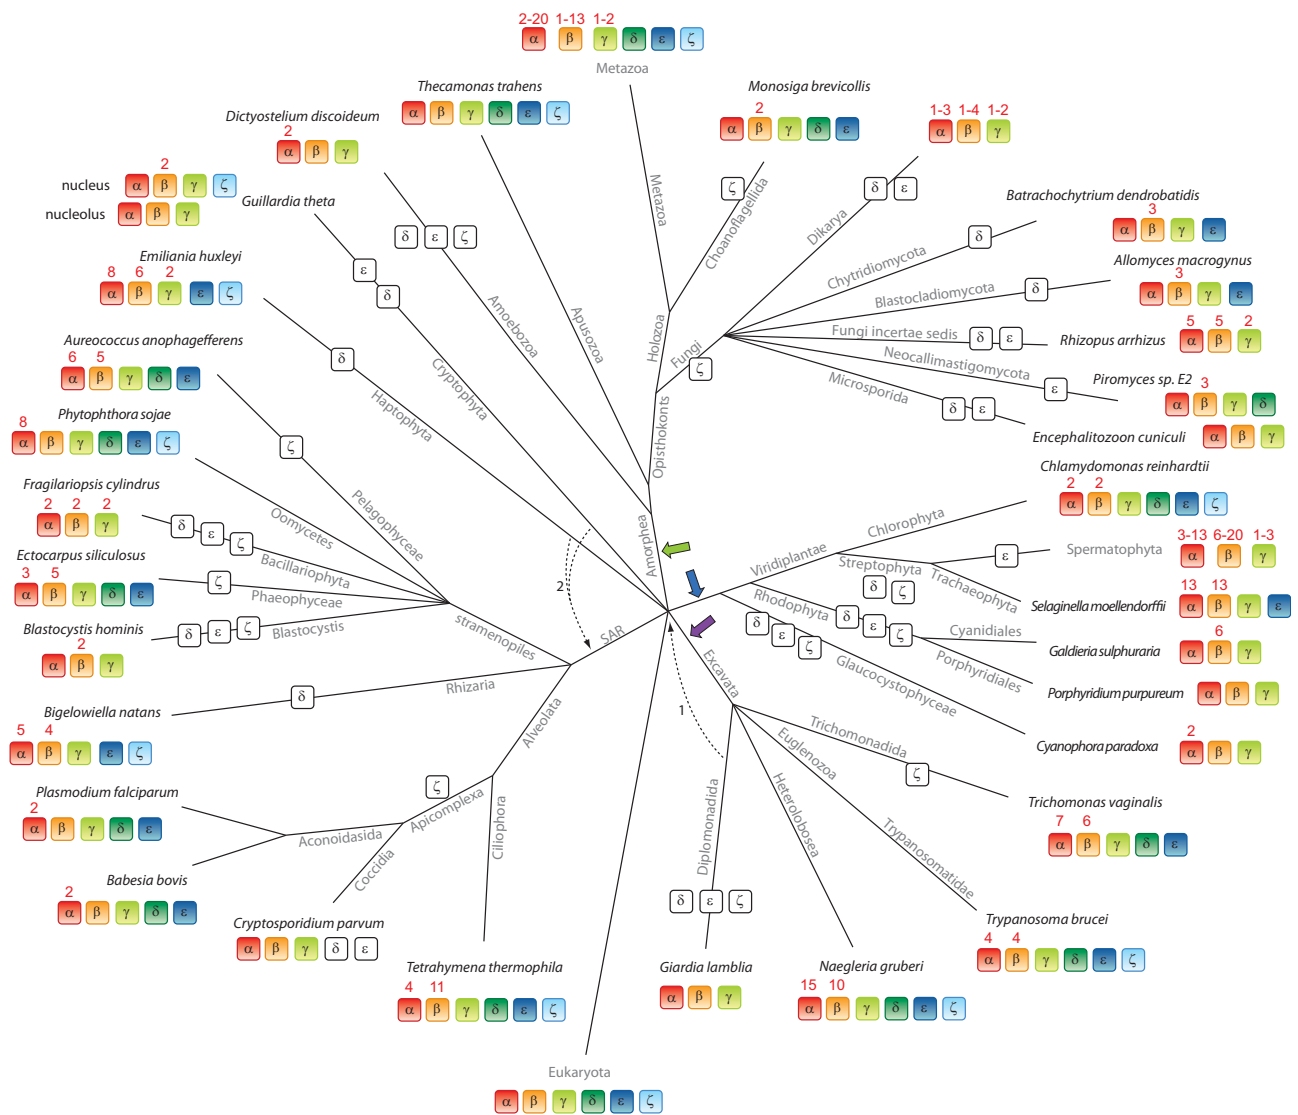 2-20 1-13 1-2
α β γ δ ε ζ
Metazoa
Thecamonas trahens
α β γ δ ε ζ
Monosiga brevicollis
2
α β γ δ ε
1-3 1-4 1-2
α β γ
Dictyostelium discoideum
2
α β γ
2
nucleus α β γ ζ
nucleolus α β γ
Guillardia theta
Batrachochytrium dendrobatidis
3
α β γ ε
Emiliania huxleyi
8 6 2
α β γ ε ζ
Allomyces macrogynus
3
α β γ ε
Aureococcus anophagefferens
6 5
α β γ δ ε
Rhizopus arrhizus
5 5 2
α β γ
Phytophthora sojae
8
α β γ δ ε ζ
Piromyces sp. E2
3
α β γ δ
Encephalitozoon cuniculi α β γ
Fragilariopsis cylindrus
2 2 2
α β γ
Chlamydomonas reinhardtii
2 2
α β γ δ ε ζ
Ectocarpus siliculosus
3 5
α β γ δ ε
Spermatophyta
3-13 6-20 1-3
α β γ
Selaginella moellendorffii
13 13
α β γ ε
Blastocystis hominis
2
α β γ
Galdieria sulphuraria
6
α β γ
Porphyridium purpureum α β γ
Bigelowiella natans
5 4
α β γ ε ζ
Cyanophora paradoxa
2
α β γ
Plasmodium falciparum
2
α β γ δ ε
Trichomonas vaginalis
7 6
α β γ δ ε
Babesia bovis
2
α β γ δ ε
Cryptosporidium parvum
α β γ δ ε
Trypanosoma brucei
4 4
α β γ δ ε ζ
Tetrahymena thermophila
4 11
α β γ δ ε ζ
Giardia lamblia
α β γ
Naegleria gruberi
15 10
α β γ δ ε ζ
Eukaryota
α β γ δ ε ζ
Metazoa
Choanoflagellida
ζ
Holozoa
Dikarya
δ ε
Chytridiomycota
δ
Blastocladiomycota
δ
Fungi incertae sedis
δ ε
Neocallimastigomycota
ε
Microsporida
δ ε
Fungi
ζ
Opisthokonts
Apusozoa
Amoebozoa
δ ε ζ
Amorphea
Cryptophyta
ε
δ
Haptophyta
δ
Pelagophyceae
ζ
Oomycetes
Bacillariophyta
δ ε ζ
Phaeophyceae
ζ
Blastocystis
δ ε ζ
stramenopiles
SAR
2
Rhizaria
δ
Alveolata
Apicomplexa
ζ
Aconoidasida
Coccidia
Ciliophora
Viridiplantae
Chlorophyta
Streptophyta
δ ζ
ε
Trachaeophyta
Rhodophyta
δ ε ζ
Cyanidiales
Porphyridiales
Glaucocystophyceae
δ ε ζ
Excavata
1
Trichomonadida
ζ
Euglenozoa
Trypanosomatidae
Heterolobosea
Diplomonadida
δ ε ζ